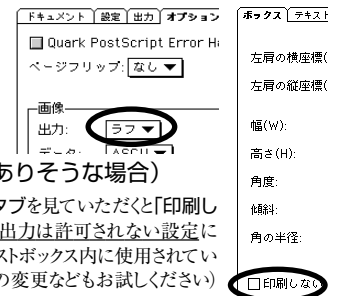 ドキュメント 設定 出力 オプション
Quark PostScript Error Ha
ページフリップ: なし
画像
出力: ラフ
ありそうな場合)
タブを見ていただくと「印刷し
出力は許可されない設定に
ストボックス内に使用されてい
の変更などもお試しください)
ボックス テキスト
左肩の横座標(
左肩の縦座標(
幅(W):
高さ(H):
角度:
傾斜:
角の半径:
印刷しない